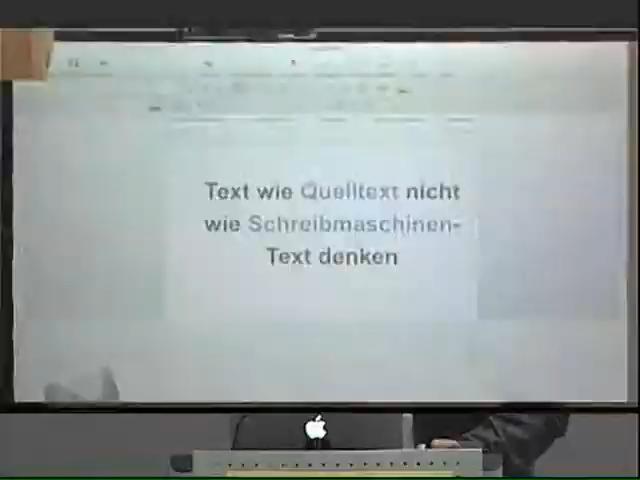 Text wie Quelltext nicht
wie Schreibmaschinen-
Text denken